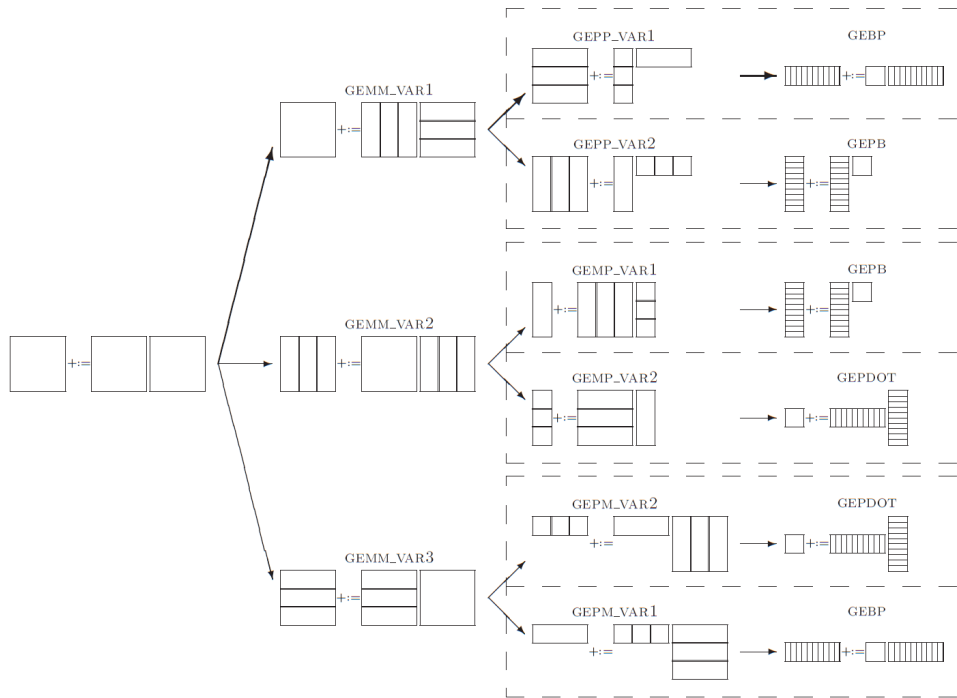 GEPP_VAR1 GEBP
+:= +:=
GEMM_VAR1
+:=
GEPP_VAR2 GEPB
+:= +:=
GEMP_VAR1 GEPB
+:= +:=
GEMM_VAR2
+:= +:=
GEMP_VAR2 GEPDOT
+:= +:=
GEPM_VAR2 GEPDOT
+:= +:=
GEMM_VAR3
+:=
GEPM_VAR1 GEBP
+:= +:=